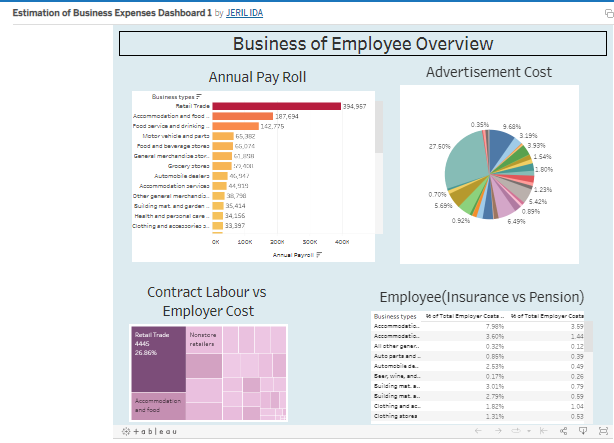 Estimation of Business Expenses Dashboard 1 by JERIL IDA
Business of Employee Overview
Annual Pay Roll
Business types
Retail Trade
394,987
Accommodation and food ..
187,694
Food service and drinking ..
142,775
Motor vehicle and parts
65,382
Food and beverage stores
General merchandise stor..
61,898
Grocery stores
59,400
Automobile dealers
46,947
Accommodation services
44,919
Other general merchandis..
38,798
Building mat. and garden ..
35,414
Health and personal care ..
34,156
Clothing and accessories s..
33,397
0K 100K 200K 300K 400K
Annual Payroll
Advertisement Cost
0.35%
9.68%
3.19%
3.93%
1.54%
1.80%
1.23%
5.42%
0.89%
6.49%
0.92%
5.69%
0.70%
27.50%
Contract Labour vs
Employer Cost
Retail Trade
4445
26.86%
Nonstore
retailers
Accommodation
and food
Employee(Insurance vs Pension)
Business types % of Total Employer Costs .. % of Total Employer Costs
Accommodatio.. 7.98% 3.59
Accommodatio.. 3.60% 1.44
All other gener.. 0.32% 0.12
Auto parts and .. 0.86% 0.39
Automobile de.. 2.53% 0.49
Beer, wine, and.. 0.17% 0.26
Building mat. a.. 3.01% 0.79
Building mat. a.. 2.79% 0.69
Clothing and ac.. 1.82% 1.04
Clothing stores 1.31% 0.53
+ableau